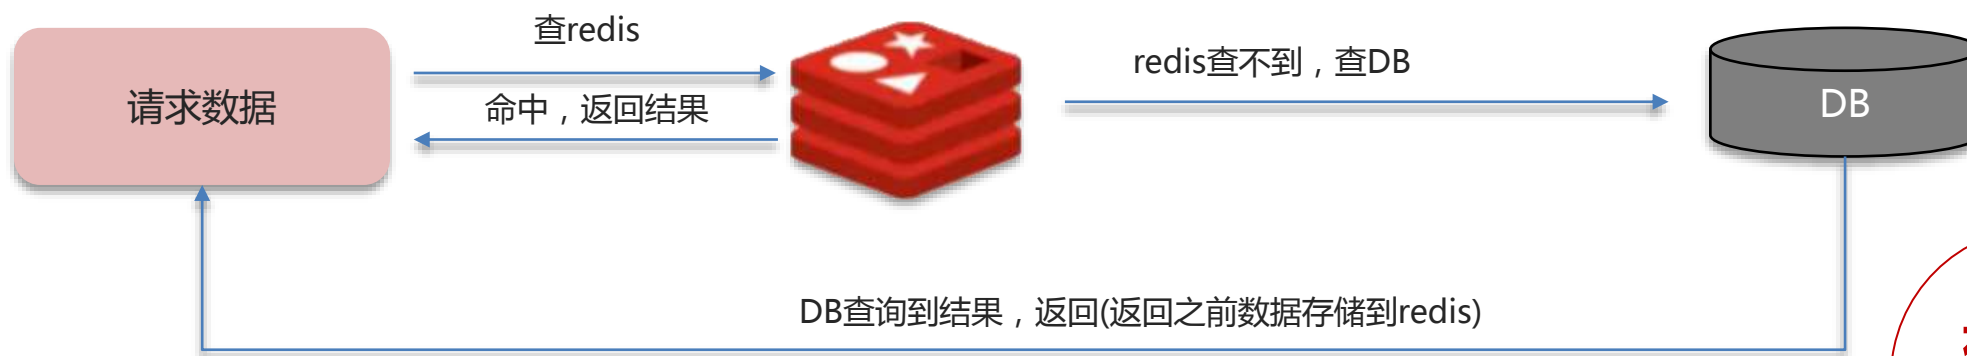 查redis
请求数据
命中，返回结果
redis查不到，查DB
DB
DB查询到结果，返回(返回之前数据存储到redis)